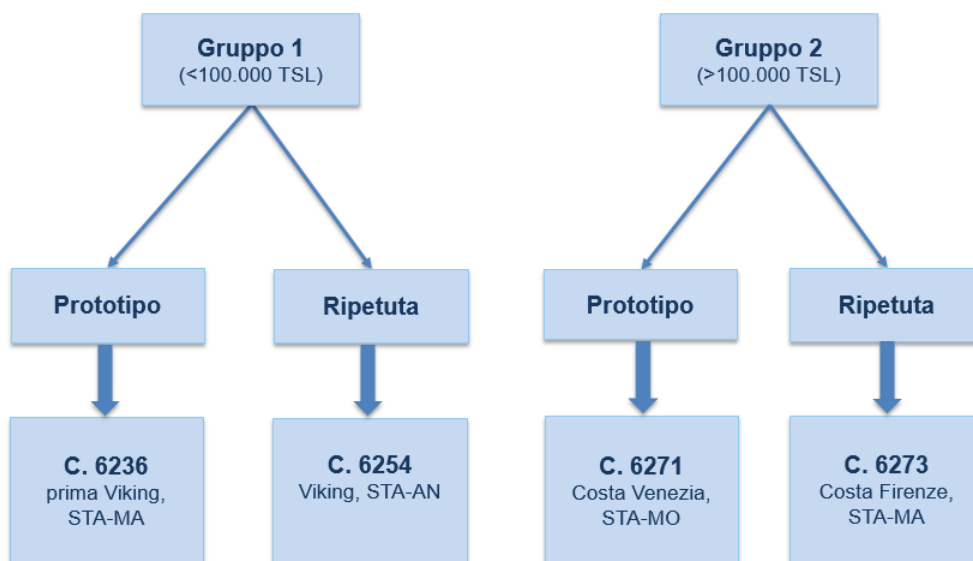 Gruppo 1
(<100.000 TSL)
Gruppo 2
(>100.000 TSL)
Prototipo
Ripetuta
Prototipo
Ripetuta
C. 6236
prima Viking,
STA-MA
C. 6254
Viking, STA-AN
C. 6271
Costa Venezia,
STA-MO
C. 6273
Costa Firenze,
STA-MA